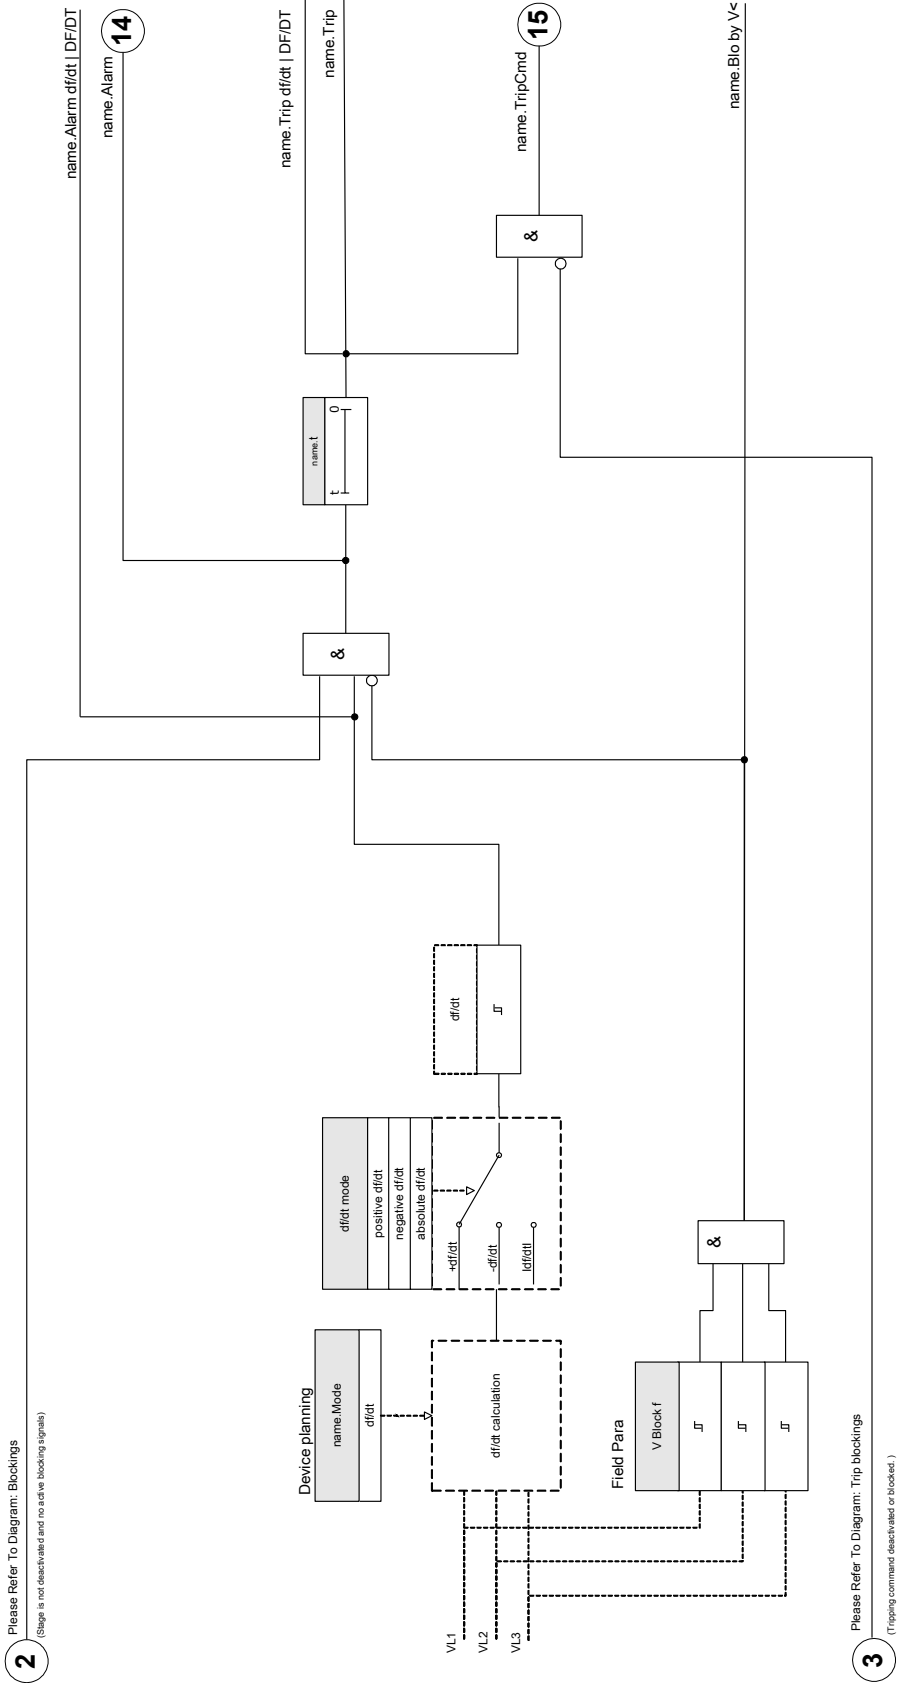 2
Please Refer To Diagram: Blockings
(Stage is not deactivated and no active blocking signals)
name.Alarm df/dt | DF/DT
name.Alarm
14
name.Trip df/dt | DF/DT
name.Trip
name.TripCmd
15
name.Blo by V<
&
name.t
t
0
&
Device planning
name.Mode
df/dt
df/dt calculation
df/dt mode
positive df/dt
negative df/dt
absolute df/dt
+df/dt
-df/dt
ldf/dtl
df/dt
VL1
VL2
VL3
Field Para
V Block f
&
3
Please Refer To Diagram: Trip blockings
(Tripping command deactivated or blocked. )